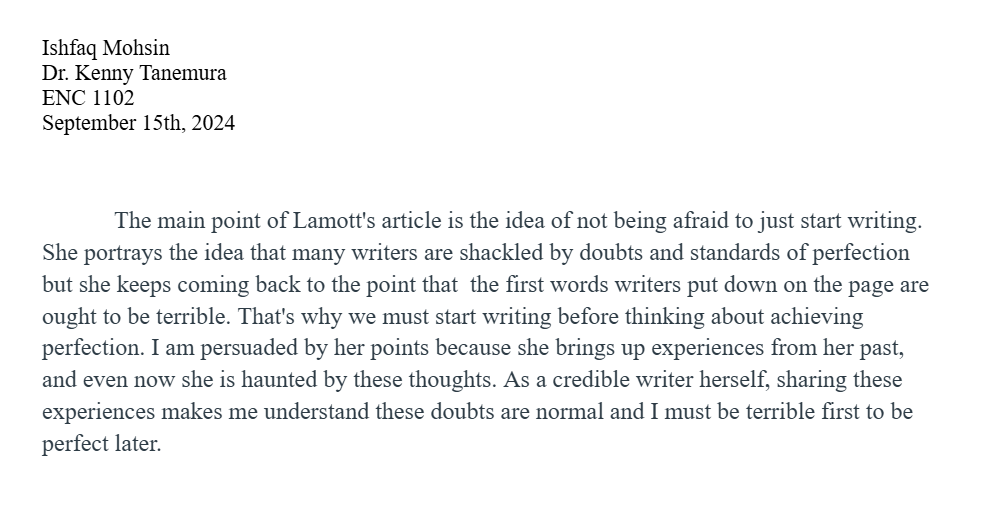 Ishfaq Mohsin
Dr. Kenny Tanemura
ENC 1102
September 15th, 2024
The main point of Lamott's article is the idea of not being afraid to just start writing.
She portrays the idea that many writers are shackled by doubts and standards of perfection
but she keeps coming back to the point that  the first words writers put down on the page are
ought to be terrible. That's why we must start writing before thinking about achieving
perfection. I am persuaded by her points because she brings up experiences from her past,
and even now she is haunted by these thoughts. As a credible writer herself, sharing these
experiences makes me understand these doubts are normal and I must be terrible first to be
perfect later.